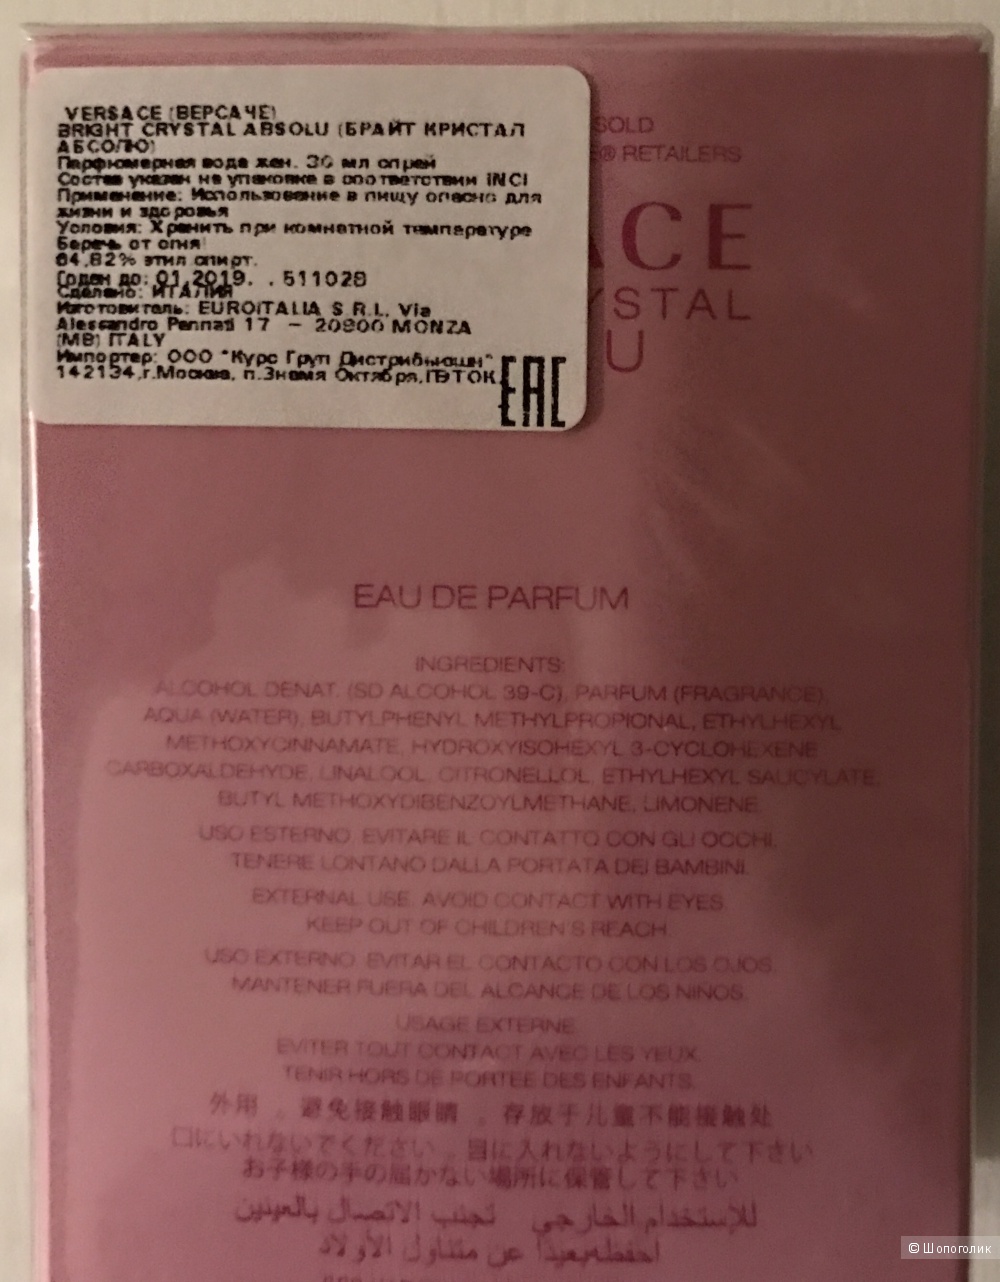 VERSACE (ВЕРСАЧЕ)
BRIGHT CRYSTAL ABSOLU (БРАЙТ КРИСТАЛ
АБСОЛЮ)
Парфюмерная вода жен. 30 мл спрей
Состав указан на упаковке в соответствии INCI
Применение: Использование в пищу опасно для
жизни и здоровья
Условия: Хранить при комнатной температуре
Беречь от огня!
64,82% этил спирт.
Годен до: 01.2019. . 511028
Сделано: ИТАЛИЯ
Изготовитель: EUROITALIA S R.L. Via
Alessandro Pennati 17 - 20900 MONZA
(MB) ITALY
Импортер: ООО "Курс Груп Дистрибьюшн"
142134,г.Москва, п.Знамя Октября,
EAC
SOLD
® RETAILERS
ACE
YSTAL
U
EAU DE PARFUM
INGREDIENTS:
ALCOHOL DENAT. (SD ALCOHOL 39-C), PARFUM (FRAGRANCE),
AQUA (WATER), BUTYLPHENYL METHYLPROPIONAL, ETHYLHEXYL
METHOXYCINNAMATE, HYDROXYISOHEXYL 3-CYCLOHEXENE
CARBOXALDEHYDE, LINALOOL, CITRONELLOL, ETHYLHEXYL SALICYLATE,
BUTYL METHOXYDIBENZOYLMETHANE, LIMONENE.
USO ESTERNO. EVITARE IL CONTATTO CON GLI OCCHI.
TENERE LONTANO DALLA PORTATA DEI BAMBINI.
EXTERNAL USE. AVOID CONTACT WITH EYES.
KEEP OUT OF CHILDREN'S REACH.
USO EXTERNO. EVITAR EL CONTACTO CON LOS OJOS.
MANTENER FUERA DEL ALCANCE DE LOS NIÑOS.
USAGE EXTERNE.
EVITER TOUT CONTACT AVEC LES YEUX.
TENIR HORS DE PORTEE DES ENFANTS.
外用 。避免接触眼睛 。存放于儿童不能接触处
口にいれないでください 。目に入れないようにして下さい
お子様の手の届かない場所に保管して下さい
للإستخدام الخارجي تجنب الاتصال بالعينين
احفظه بعيدا عن متناول الأولاد
© Шопоголик